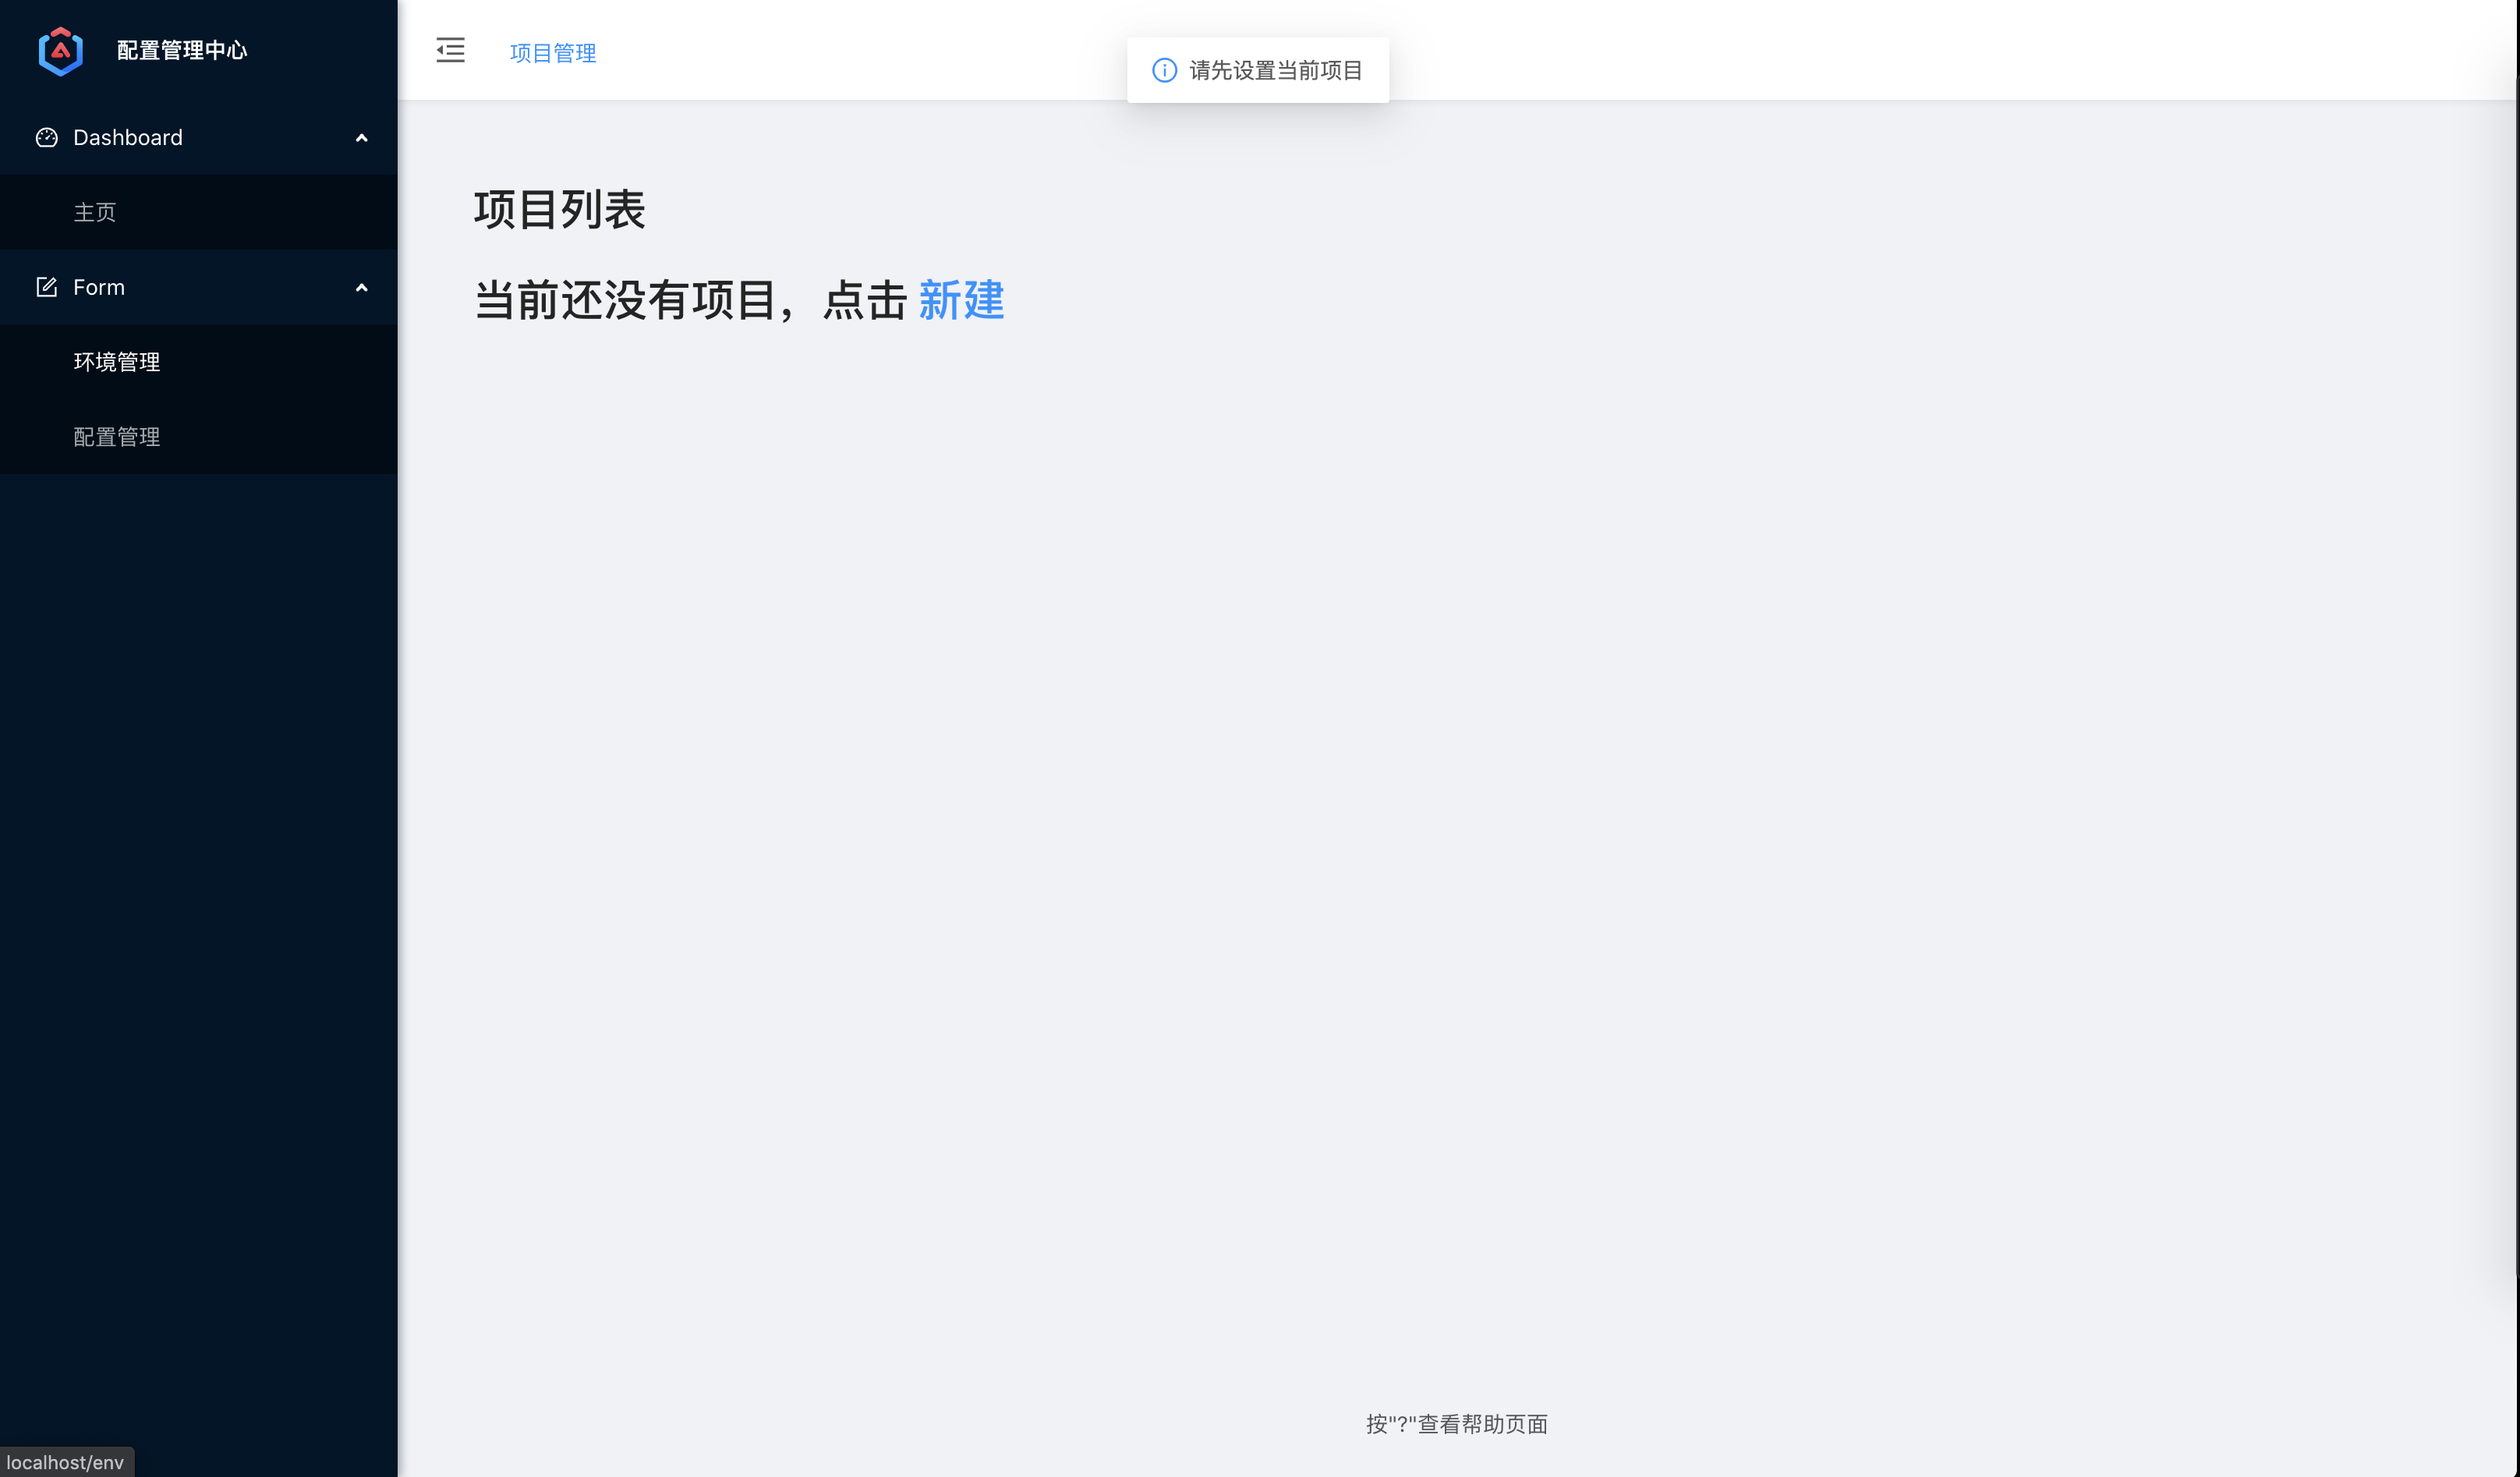 配置管理中心
Dashboard
主页
Form
环境管理
配置管理
项目管理
请先设置当前项目
项目列表
当前还没有项目，点击 新建
按"?"查看帮助页面
localhost/env